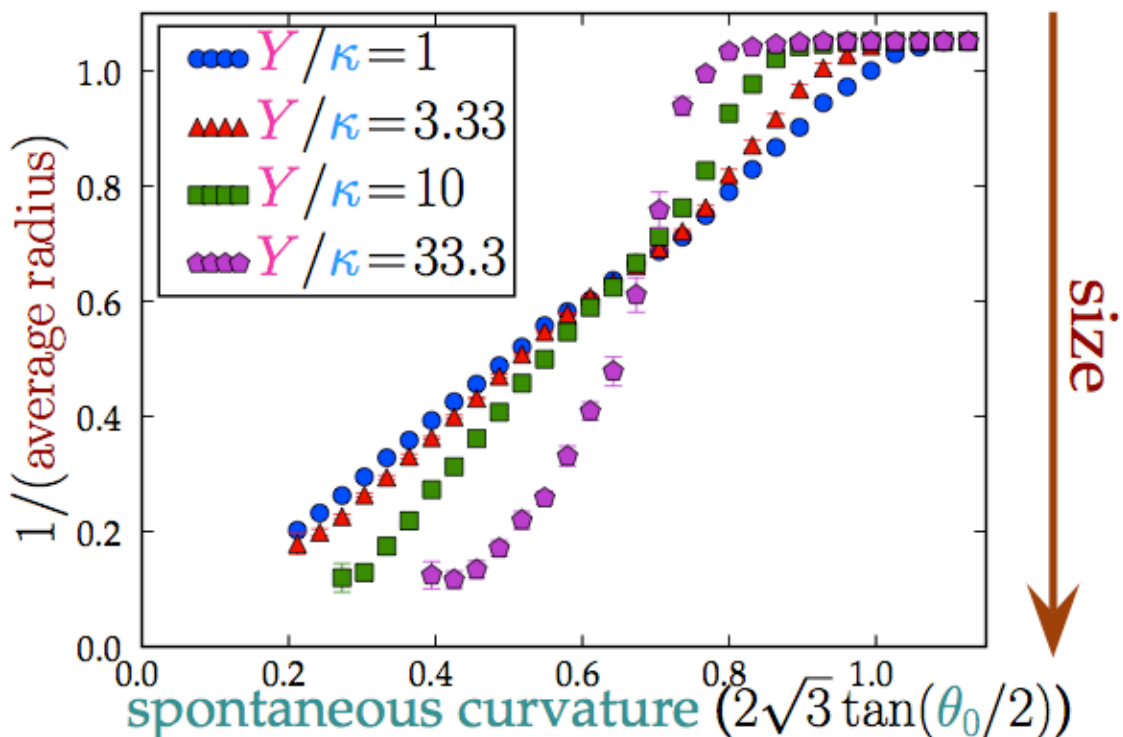 Y/κ=1
Y/κ=3.33
Y/κ=10
Y/κ=33.3
1/(average radius)
1.0
0.8
0.6
0.4
0.2
0.0
0.0 0.2 0.4 0.6 0.8 1.0
spontaneous curvature (2√3 tan(θ₀/2))
size